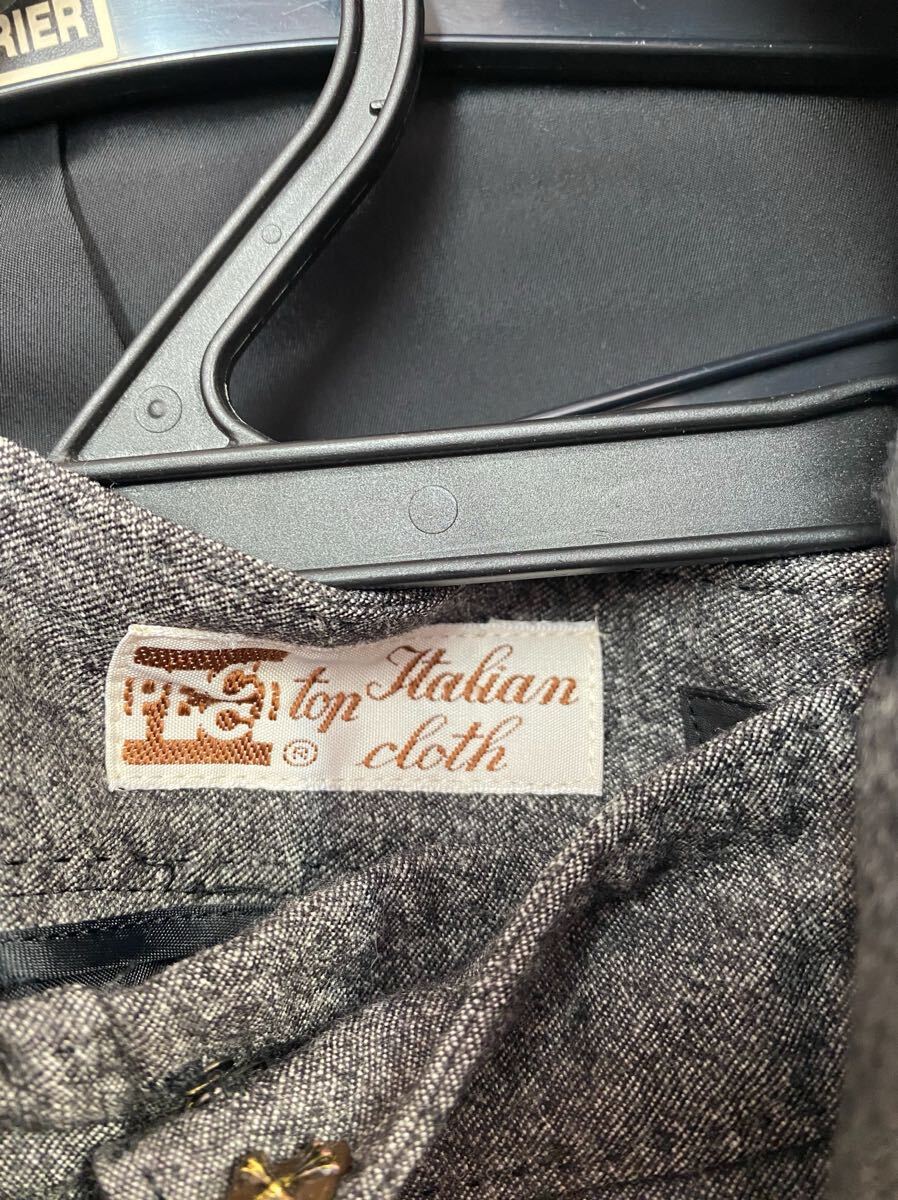 RIER
top Italian
®
cloth